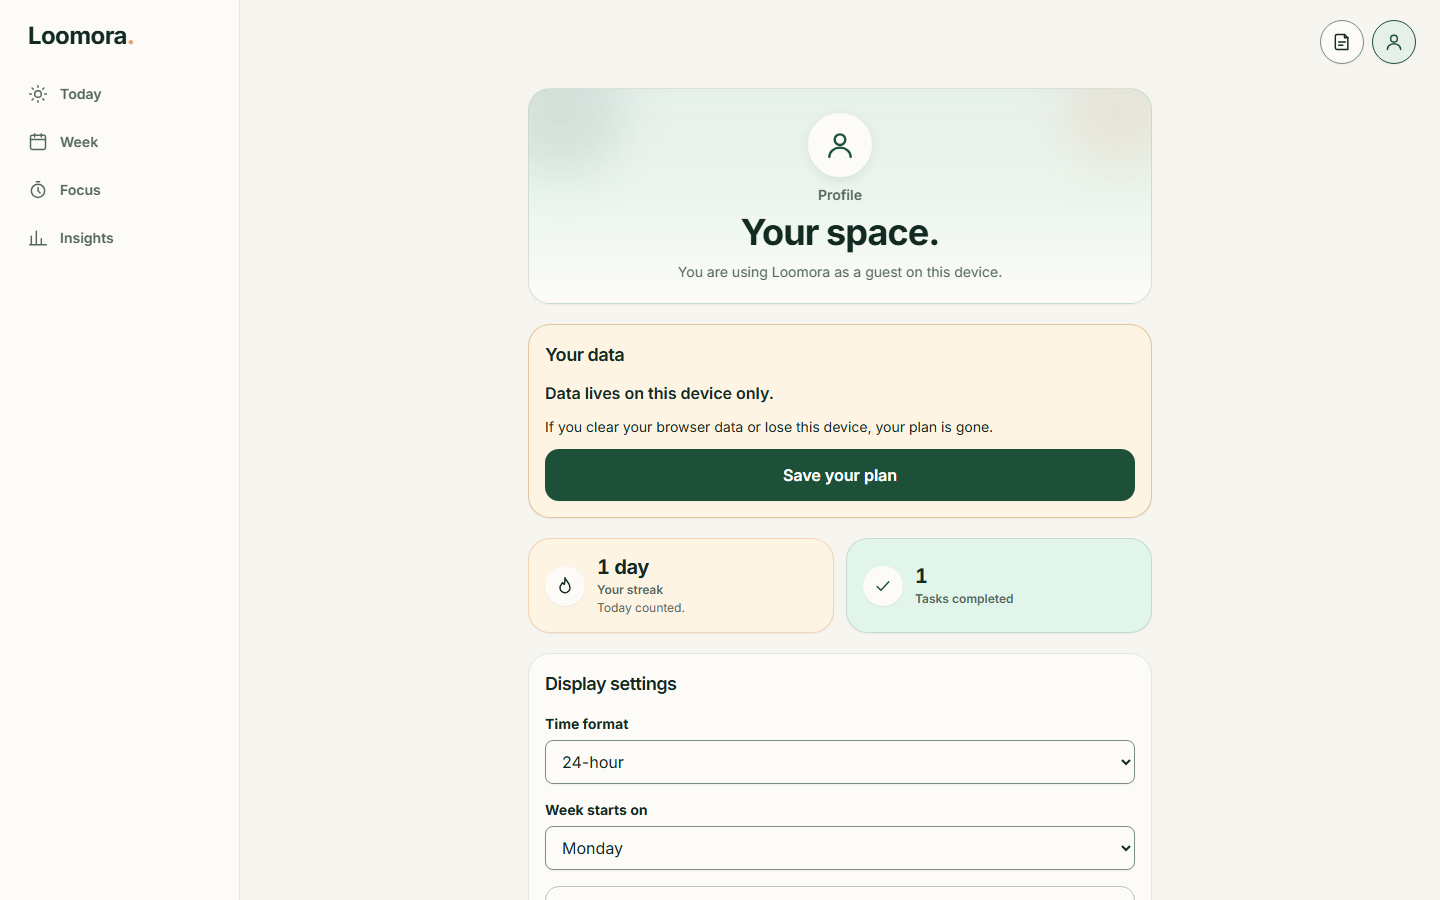 Loomora.
Today
Week
Focus
Insights
Profile
Your space.
You are using Loomora as a guest on this device.
Your data
Data lives on this device only.
If you clear your browser data or lose this device, your plan is gone.
Save your plan
1 day
Your streak
Today counted.
1
Tasks completed
Display settings
Time format
24-hour
Week starts on
Monday